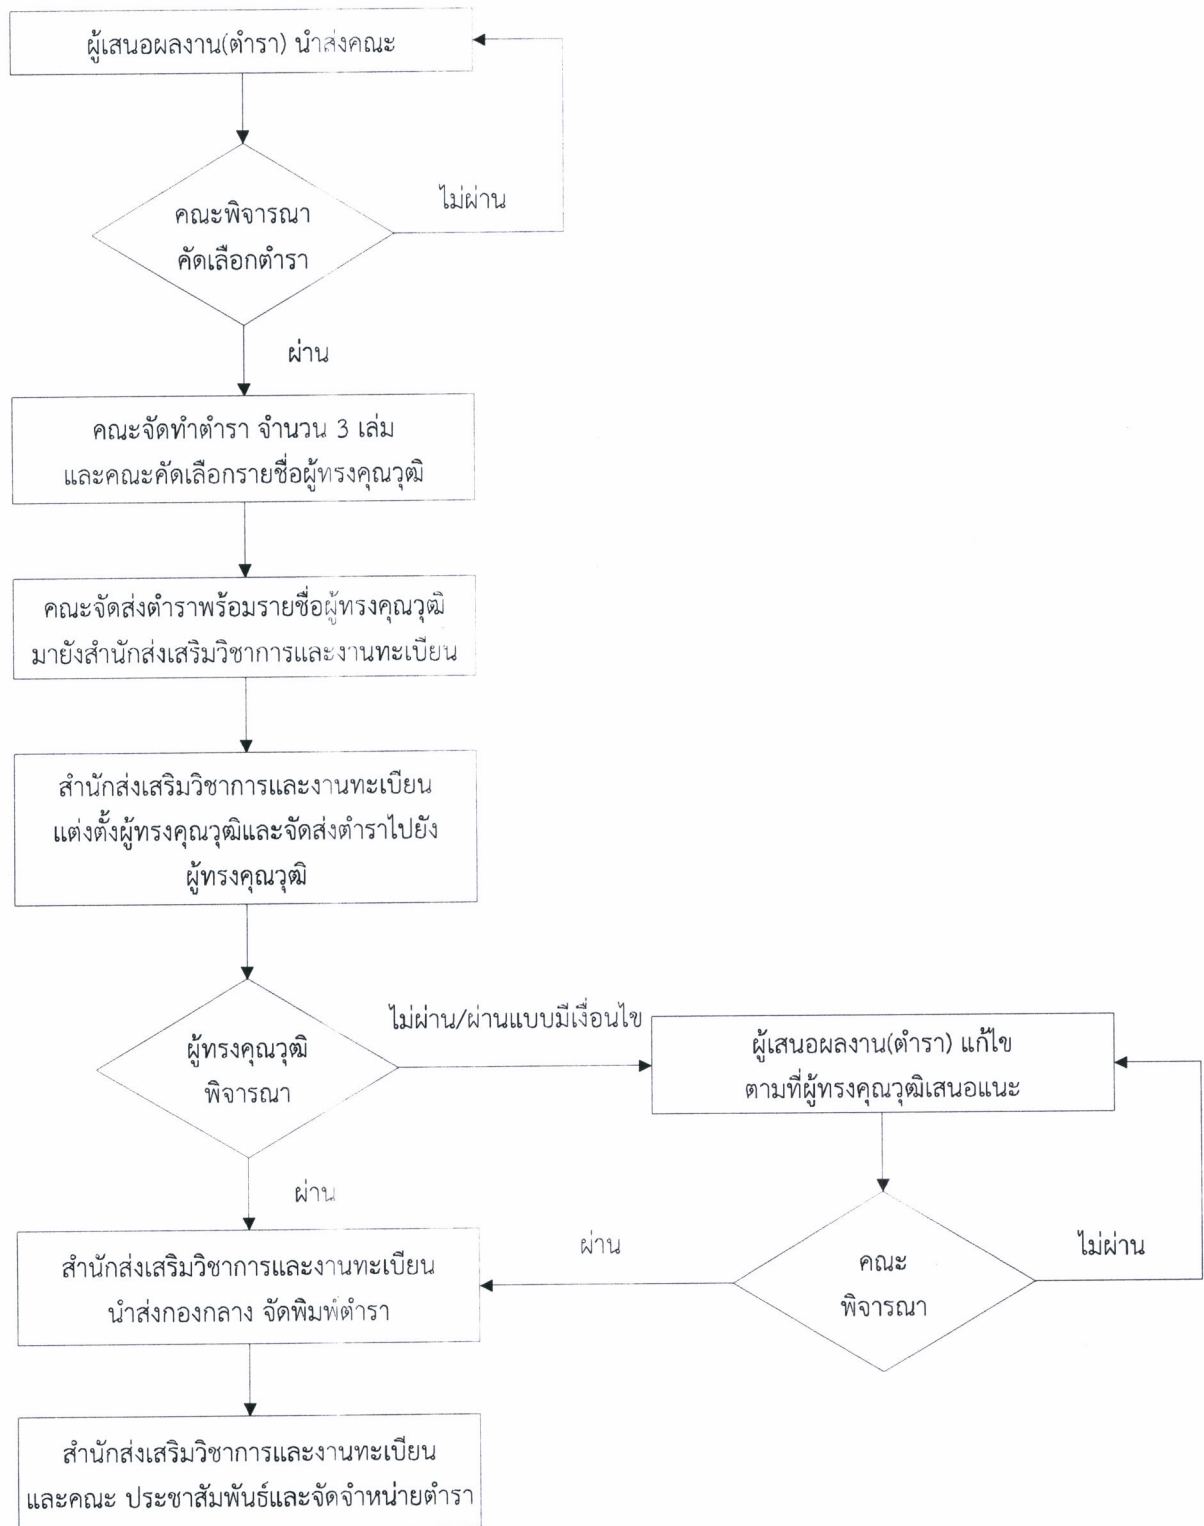 ผู้เสนอผลงาน(ตำรา) นำส่งคณะ
คณะพิจารณา
คัดเลือกตำรา
ไม่ผ่าน
ผ่าน
คณะจัดทำตำรา จำนวน 3 เล่ม
และคณะคัดเลือกรายชื่อผู้ทรงคุณวุฒิ
คณะจัดส่งตำราพร้อมรายชื่อผู้ทรงคุณวุฒิ
มายังสำนักส่งเสริมวิชาการและงานทะเบียน
สำนักส่งเสริมวิชาการและงานทะเบียน
แต่งตั้งผู้ทรงคุณวุฒิและจัดส่งตำราไปยัง
ผู้ทรงคุณวุฒิ
ผู้ทรงคุณวุฒิ
พิจารณา
ไม่ผ่าน/ผ่านแบบมีเงื่อนไข
ผู้เสนอผลงาน(ตำรา) แก้ไข
ตามที่ผู้ทรงคุณวุฒิเสนอแนะ
ผ่าน
คณะ
พิจารณา
ไม่ผ่าน
ผ่าน
สำนักส่งเสริมวิชาการและงานทะเบียน
นำส่งกองกลาง จัดพิมพ์ตำรา
สำนักส่งเสริมวิชาการและงานทะเบียน
และคณะ ประชาสัมพันธ์และจัดจำหน่ายตำรา